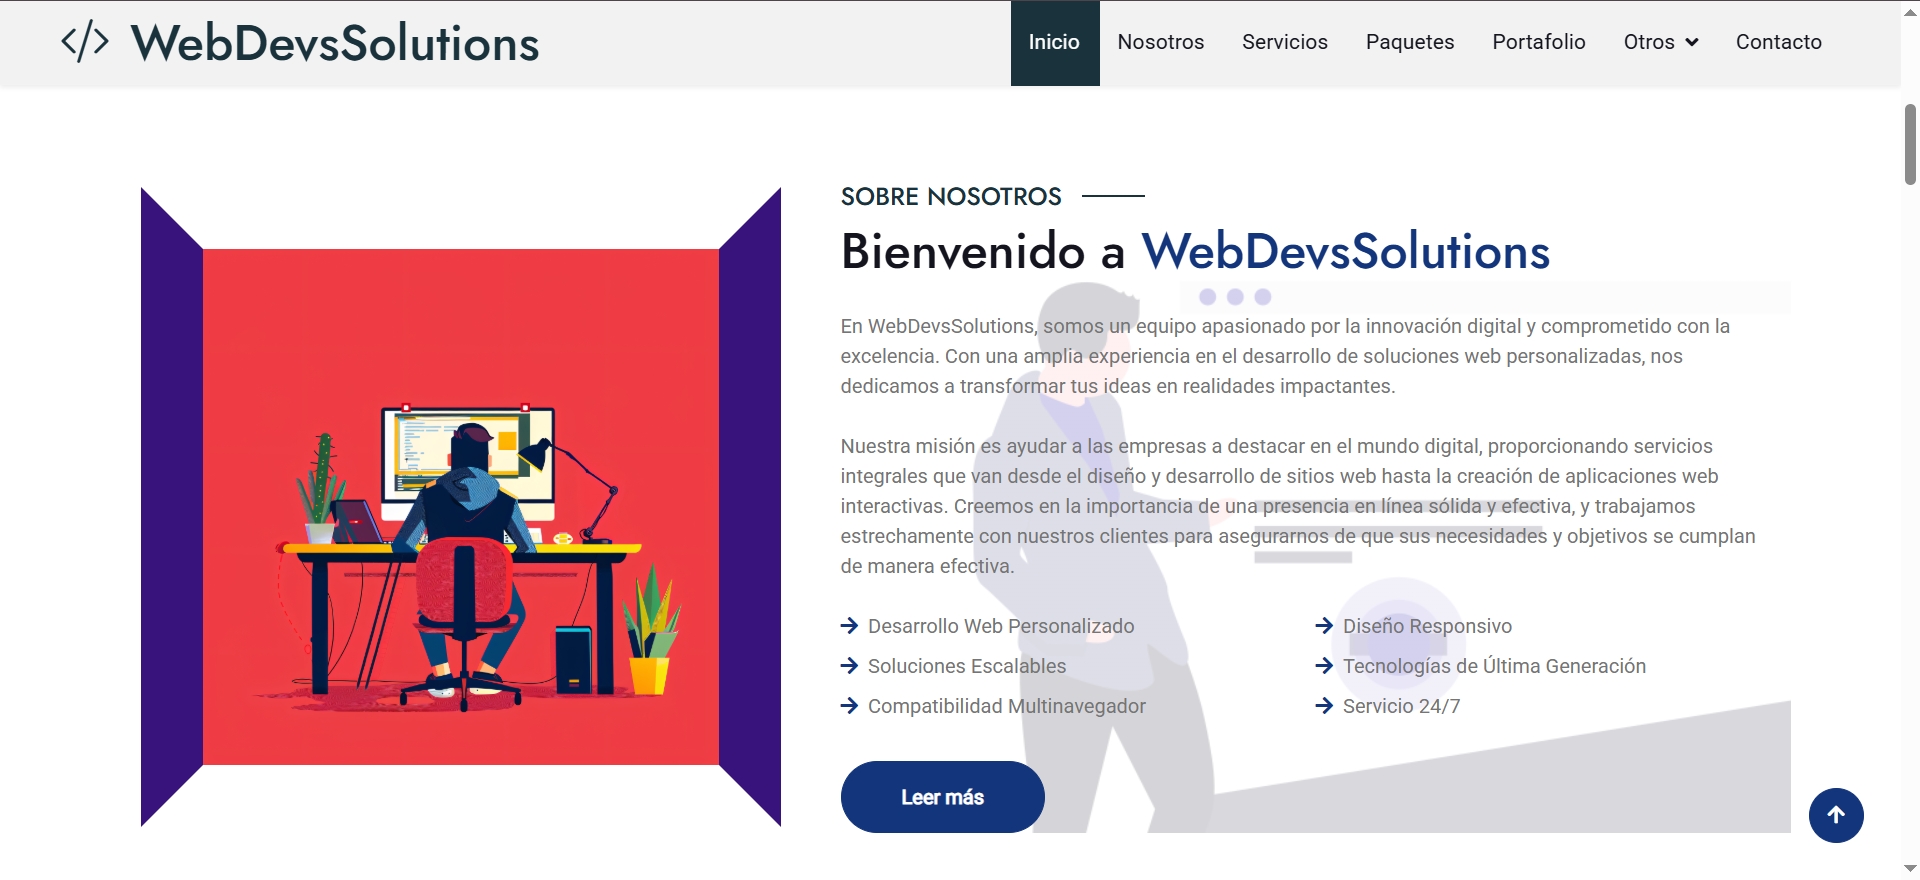 </> WebDevsSolutions
Inicio Nosotros Servicios Paquetes Portafolio Otros Contacto
SOBRE NOSOTROS
Bienvenido a WebDevsSolutions
En WebDevsSolutions, somos un equipo apasionado por la innovación digital y comprometido con la
excelencia. Con una amplia experiencia en el desarrollo de soluciones web personalizadas, nos
dedicamos a transformar tus ideas en realidades impactantes.
Nuestra misión es ayudar a las empresas a destacar en el mundo digital, proporcionando servicios
integrales que van desde el diseño y desarrollo de sitios web hasta la creación de aplicaciones web
interactivas. Creemos en la importancia de una presencia en línea sólida y efectiva, y trabajamos
estrechamente con nuestros clientes para asegurarnos de que sus necesidades y objetivos se cumplan
de manera efectiva.
Desarrollo Web Personalizado
Diseño Responsivo
Soluciones Escalables
Tecnologías de Última Generación
Compatibilidad Multinavegador
Servicio 24/7
Leer más